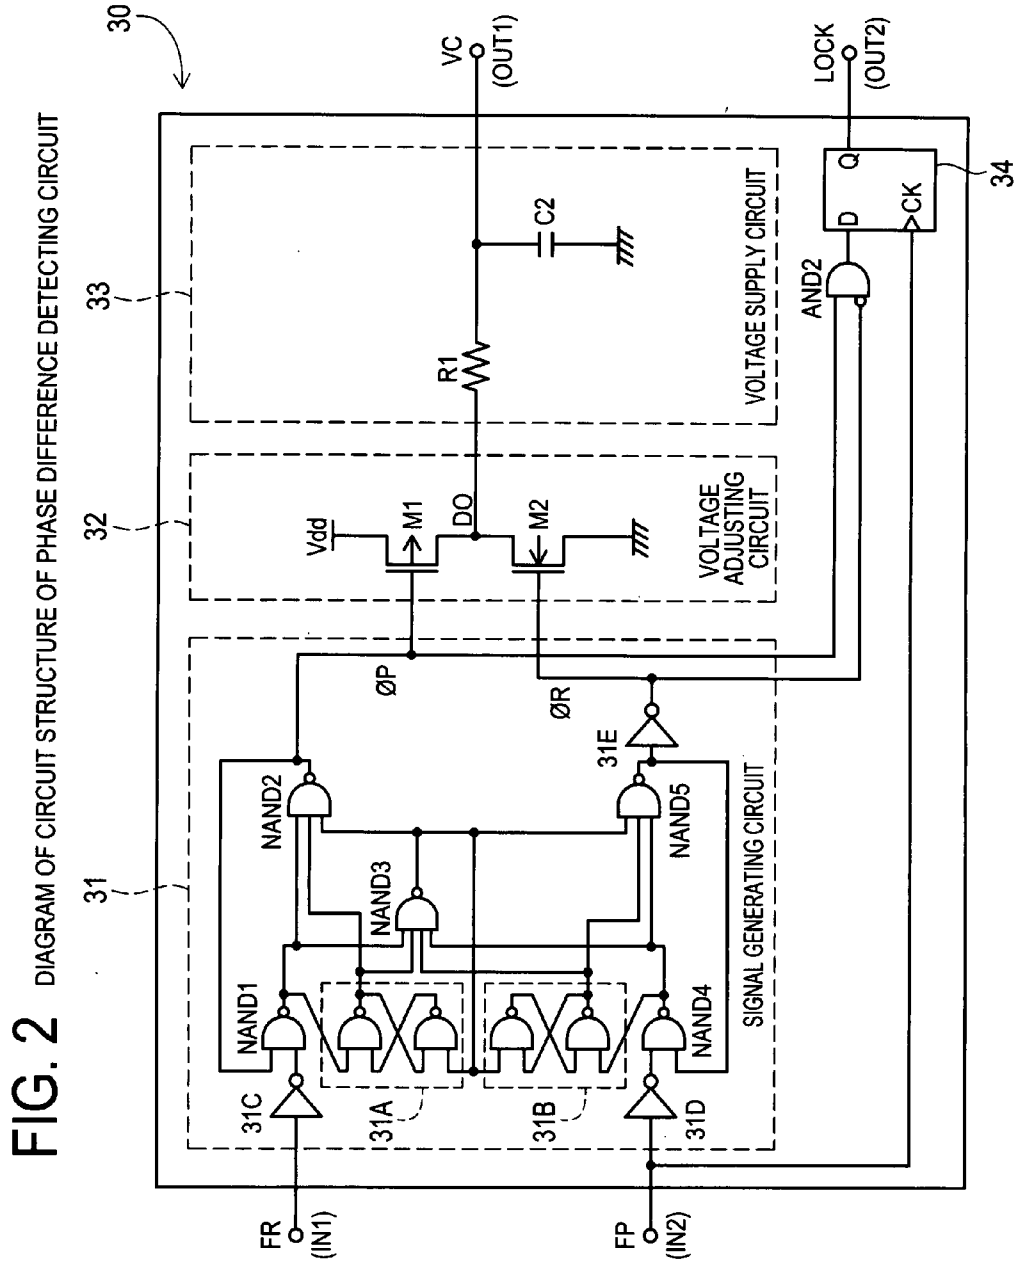 FIG. 2
DIAGRAM OF CIRCUIT STRUCTURE OF PHASE DIFFERENCE DETECTING CIRCUIT
30
31
32
33
FR
(IN1)
31C
NAND1
NAND2
ØP
Vdd
M1
DO
M2
R1
C2
VC
(OUT1)
31A
NAND3
31B
ØR
FP
(IN2)
31D
NAND4
NAND5
31E
SIGNAL GENERATING CIRCUIT
VOLTAGE
ADJUSTING
CIRCUIT
VOLTAGE SUPPLY CIRCUIT
AND2
D
Q
CK
34
LOCK
(OUT2)